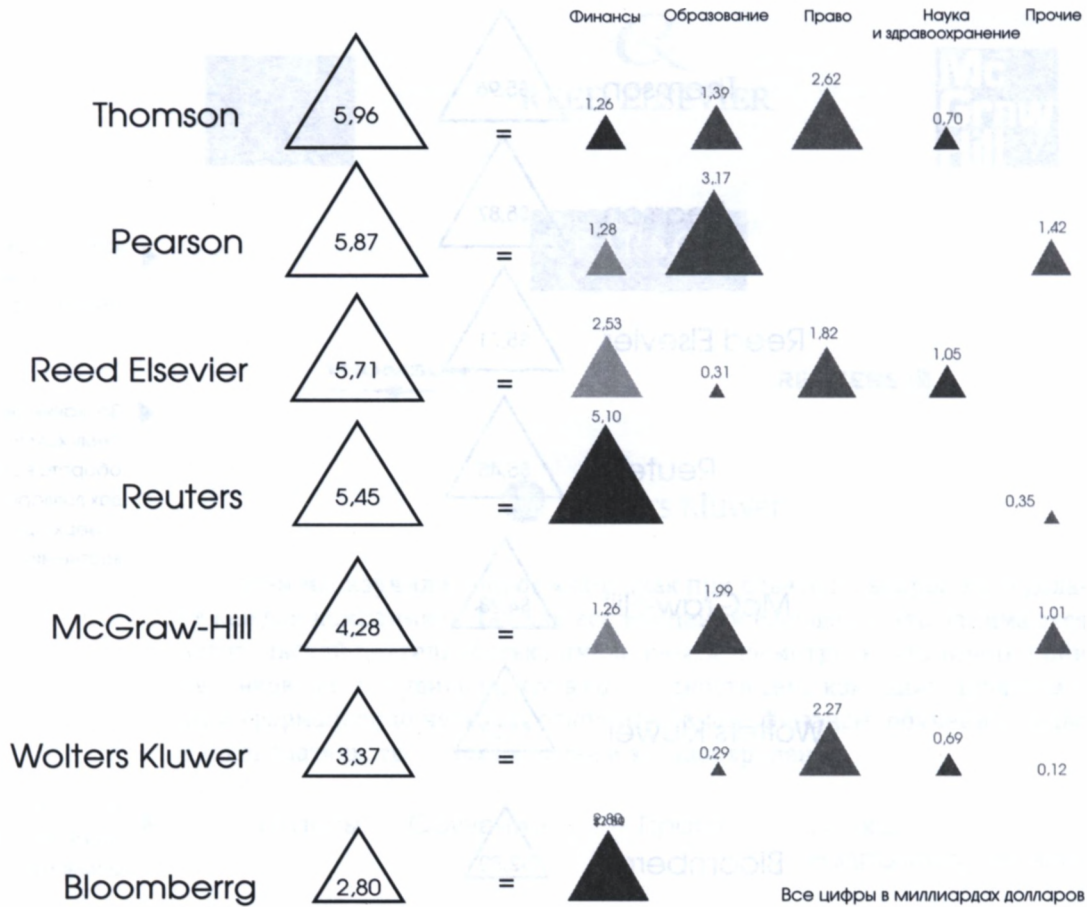 Финансы Образование Право Наука и здравоохранение Прочие
Thomson 5,96 = 1,26 1,39 2,62 0,70
Pearson 5,87 = 1,28 3,17 1,42
Reed Elsevier 5,71 = 2,53 0,31 1,82 1,05
Reuters 5,45 = 5,10 0,35
McGraw-Hill 4,28 = 1,26 1,99 1,01
Wolters Kluwer 3,37 = 0,29 2,27 0,69 0,12
Bloomberrg 2,80 = 2,80
Все цифры в миллиардах долларов